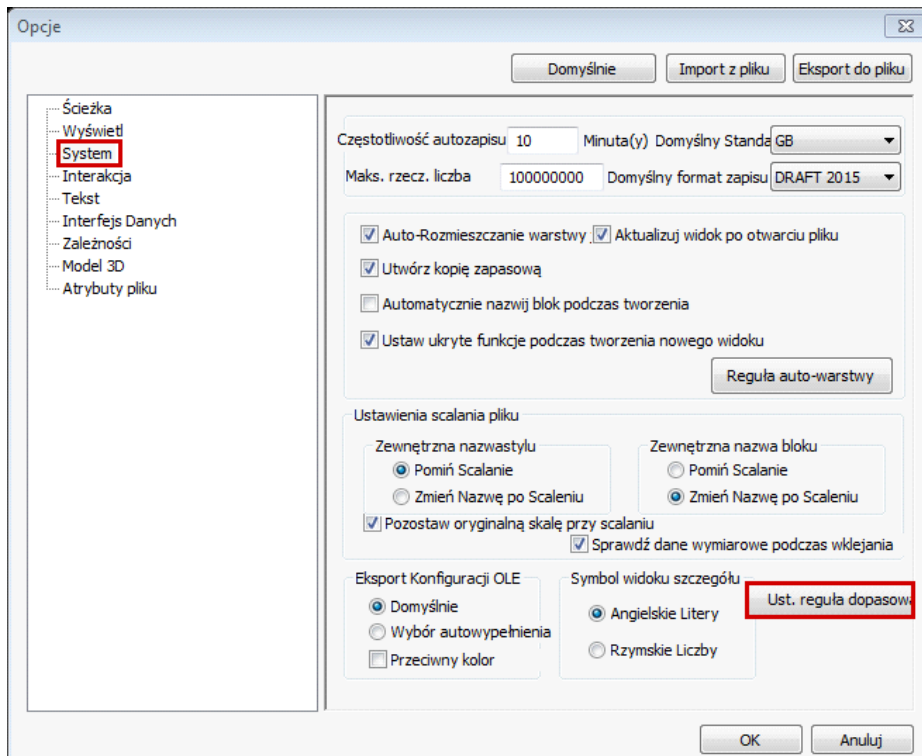 Opcje
Domyślnie Import z pliku Eksport do pliku
Ścieżka
Wyświetl
System
Interakcja
Tekst
Interfejs Danych
Zależności
Model 3D
Atrybuty pliku
Częstotliwość autozapisu 10 Minuta(y) Domyślny Standa GB
Maks. rzecz. liczba 100000000 Domyślny format zapisu DRAFT 2015
Auto-Rozmieszczanie warstwy Aktualizuj widok po otwarciu pliku
Utwórz kopię zapasową
Automatycznie nazwij blok podczas tworzenia
Ustaw ukryte funkcje podczas tworzenia nowego widoku
Reguła auto-warstwy
Ustawienia scalania pliku
Zewnętrzna nazwastylu Zewnętrzna nazwa bloku
Pomiń Scalanie Pomiń Scalanie
Zmień Nazwę po Scaleniu Zmień Nazwę po Scaleniu
Pozostaw oryginalną skalę przy scalaniu
Sprawdź dane wymiarowe podczas wklejania
Eksport Konfiguracji OLE Symbol widoku szczegółu
Domyślnie Angielskie Litery Ust. reguła dopasowa
Wybór autowypełnienia
Przeciwny kolor Rzymskie Liczby
OK Anuluj